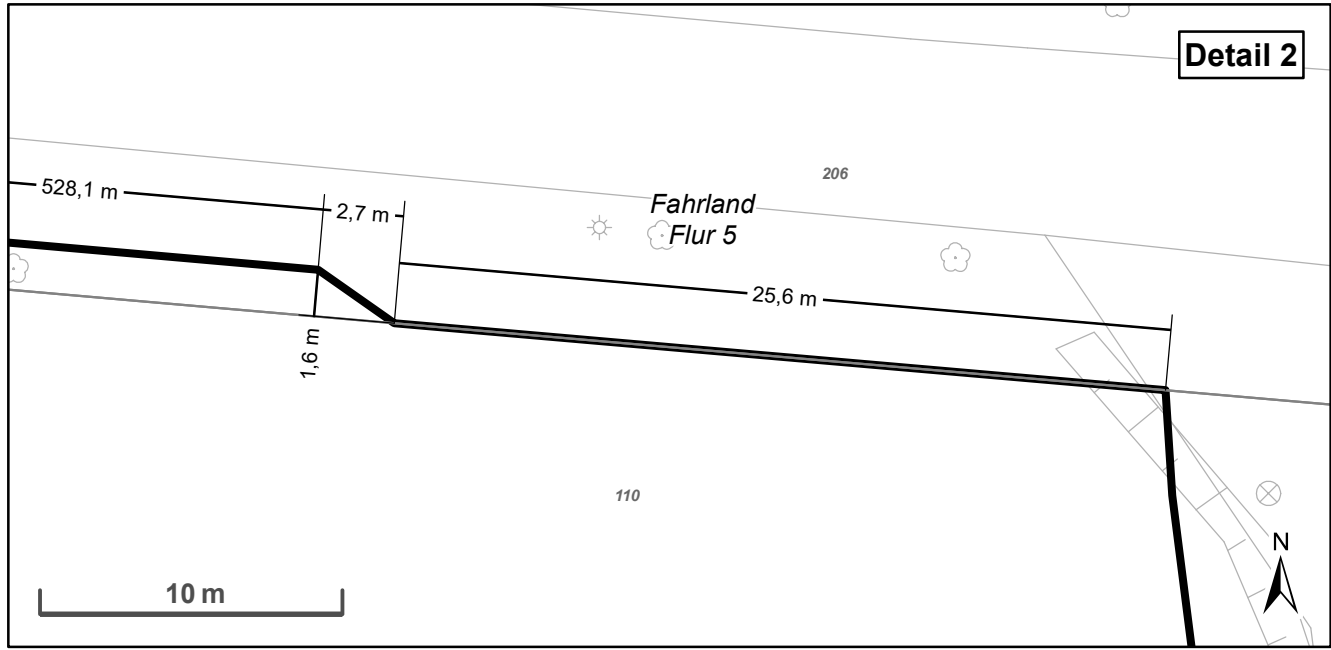 Detail 2
206
528,1 m
2,7 m
Fahrland
Flur 5
25,6 m
1,6 m
110
10 m
N